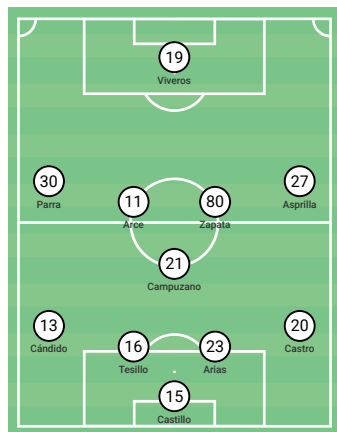 19
Viveros
30
Parra
27
Asprilla
11
Arce
80
Zapata
21
Campuzano
13
Cándido
20
Castro
16
Tesillo
23
Arias
15
Castillo